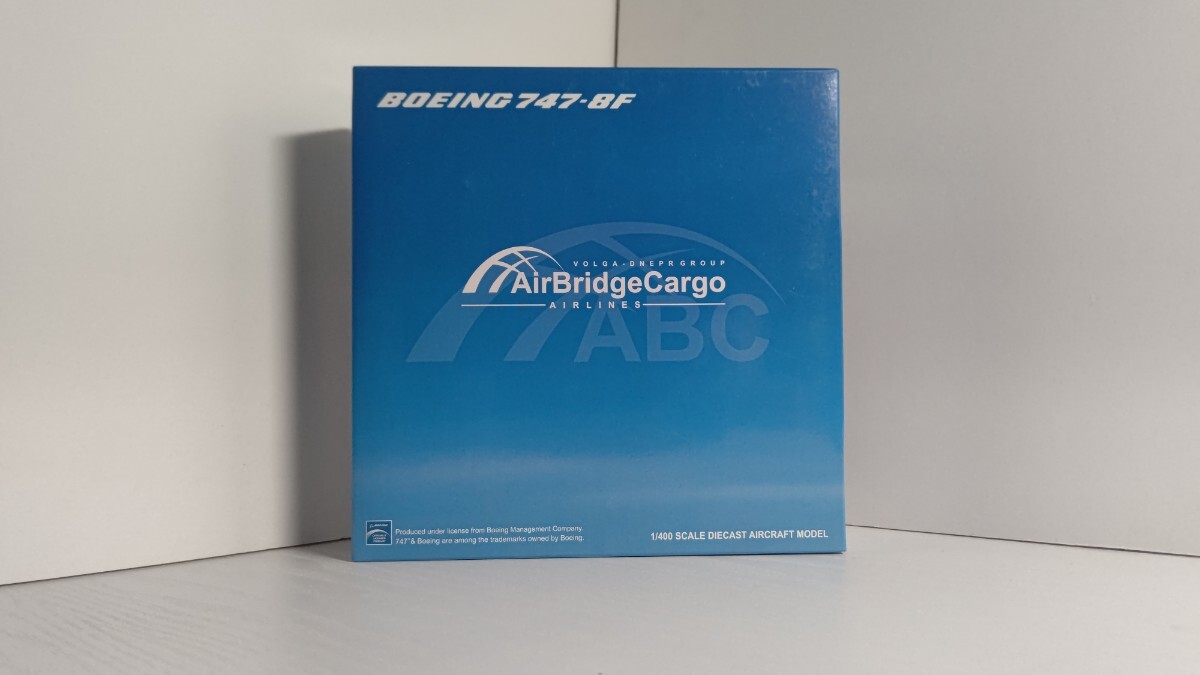 BOEING 747-8F
VOLGA-DNEPR GROUP
AirBridgeCargo
AIRLINES
ABC
Produced under license from Boeing Management Company.
747™& Boeing are among the trademarks owned by Boeing.
1/400 SCALE DIECAST AIRCRAFT MODEL